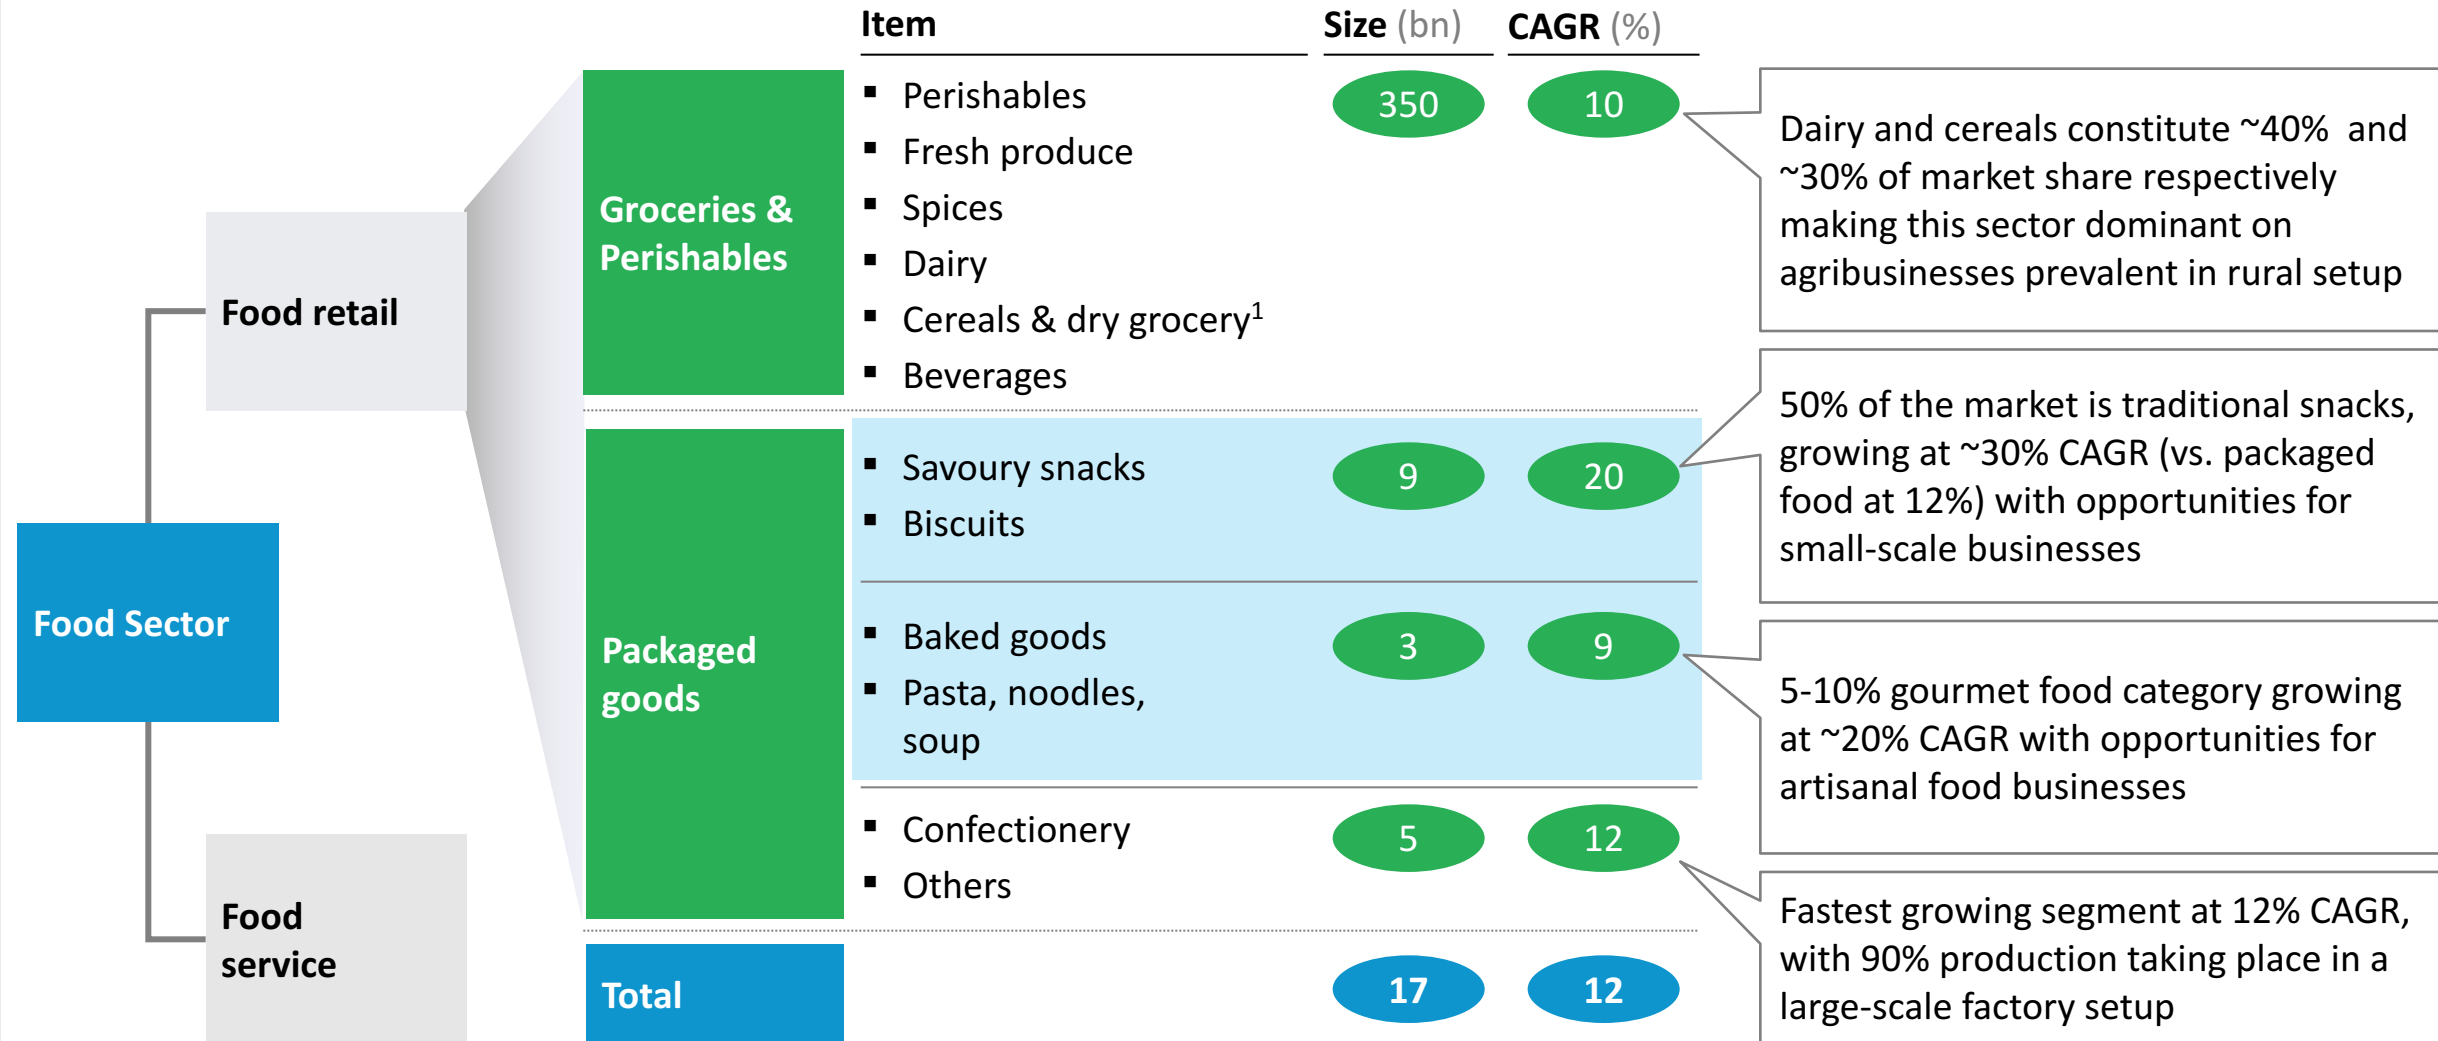 Item
Size (bn)
CAGR (%)
Food Sector
Food retail
Food
service
Groceries &
Perishables
▪ Perishables
▪ Fresh produce
▪ Spices
▪ Dairy
▪ Cereals & dry grocery¹
▪ Beverages
350
10
Dairy and cereals constitute ~40%  and
~30% of market share respectively
making this sector dominant on
agribusinesses prevalent in rural setup
Packaged
goods
▪ Savoury snacks
▪ Biscuits
9
20
50% of the market is traditional snacks,
growing at ~30% CAGR (vs. packaged
food at 12%) with opportunities for
small-scale businesses
▪ Baked goods
▪ Pasta, noodles,
soup
3
9
5-10% gourmet food category growing
at ~20% CAGR with opportunities for
artisanal food businesses
▪ Confectionery
▪ Others
5
12
Fastest growing segment at 12% CAGR,
with 90% production taking place in a
large-scale factory setup
Total
17
12